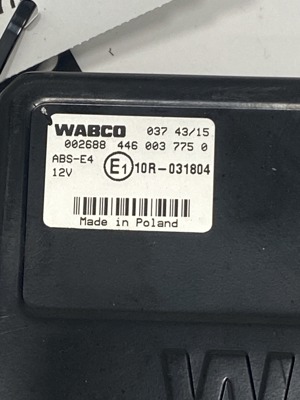 WABCO 037 43/15
002688 446 003 775 0
ABS-E4
12V E1 10R-031804
Made in Poland